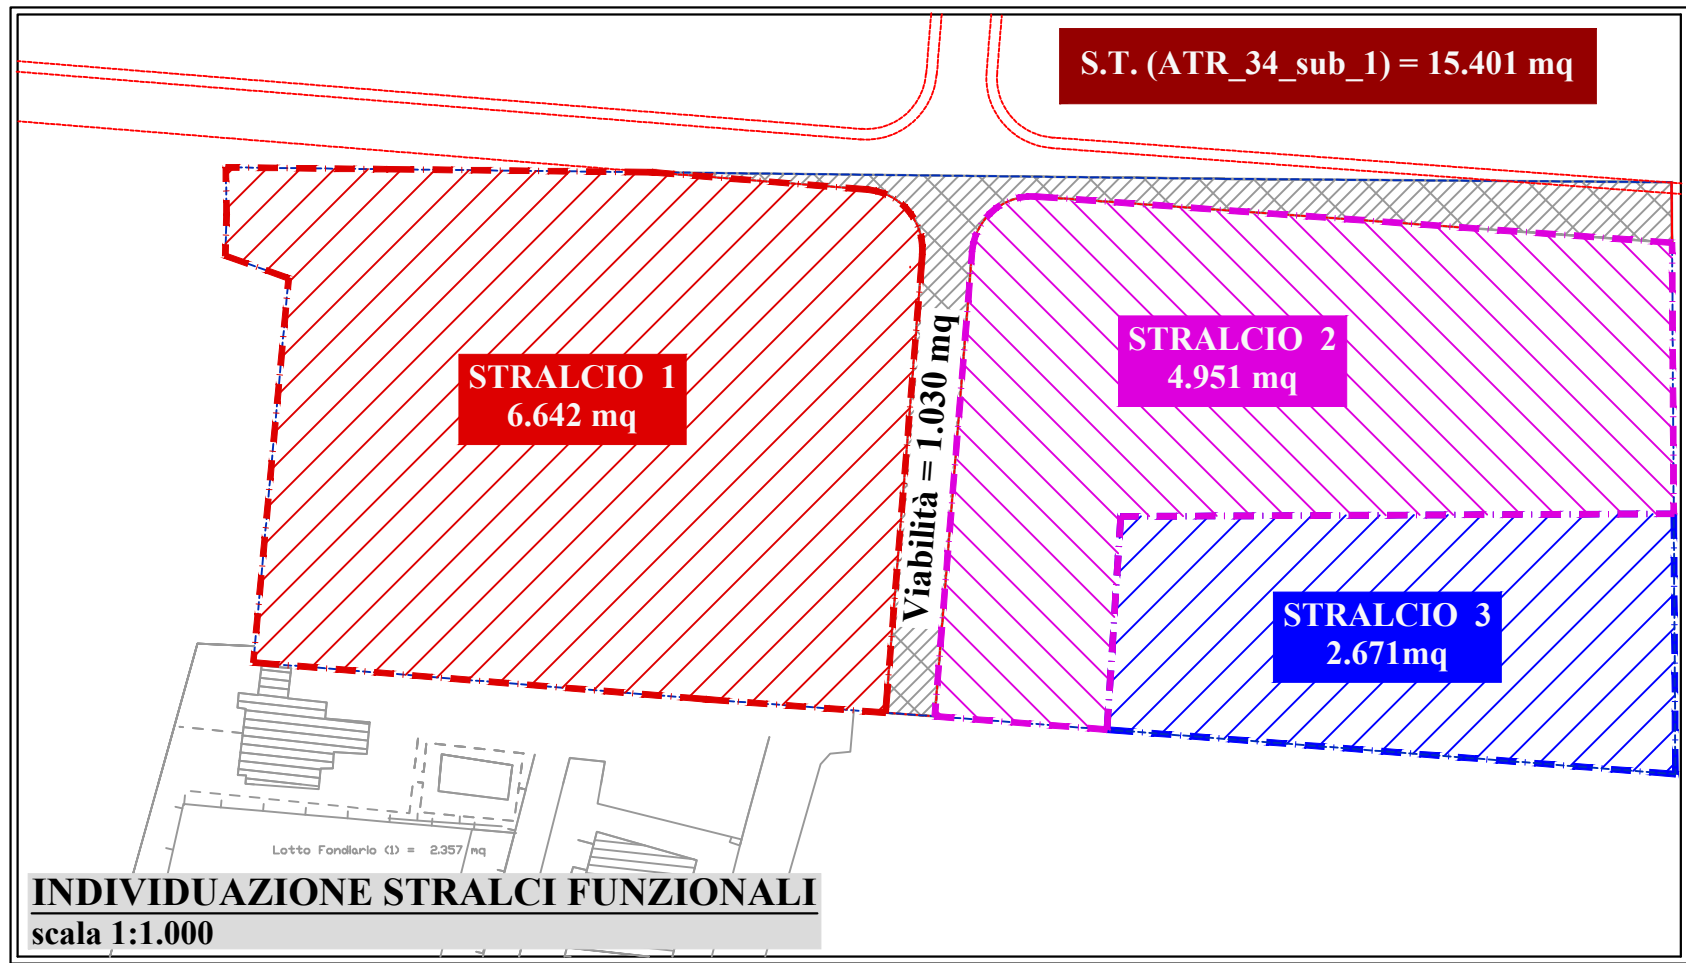 S.T. (ATR_34_sub_1) = 15.401 mq
STRALCIO 1
6.642 mq
Viabilità = 1.030 mq
STRALCIO 2
4.951 mq
STRALCIO 3
2.671mq
Lotto Fondiario (1) = 2.357 mq
INDIVIDUAZIONE STRALCI FUNZIONALI
scala 1:1.000